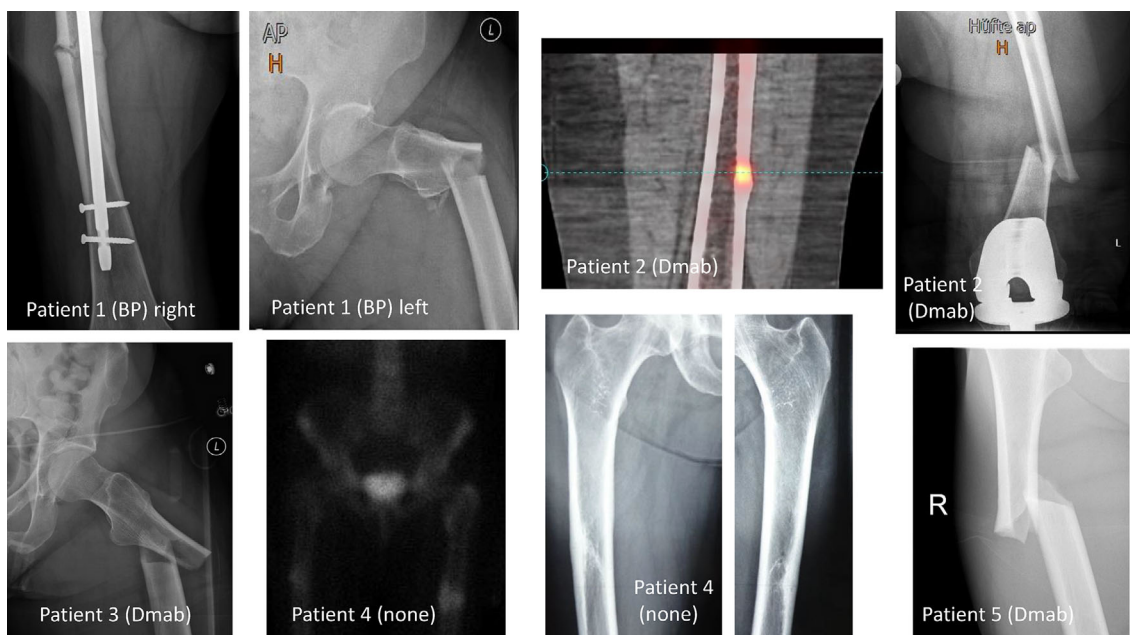 Patient 1 (BP) right
AP
H
L
Patient 1 (BP) left
Patient 2 (Dmab)
Hüfte ap
H
L
Patient 2
(Dmab)
L
Patient 3 (Dmab)
Patient 4 (none)
Patient 4
(none)
R
Patient 5 (Dmab)